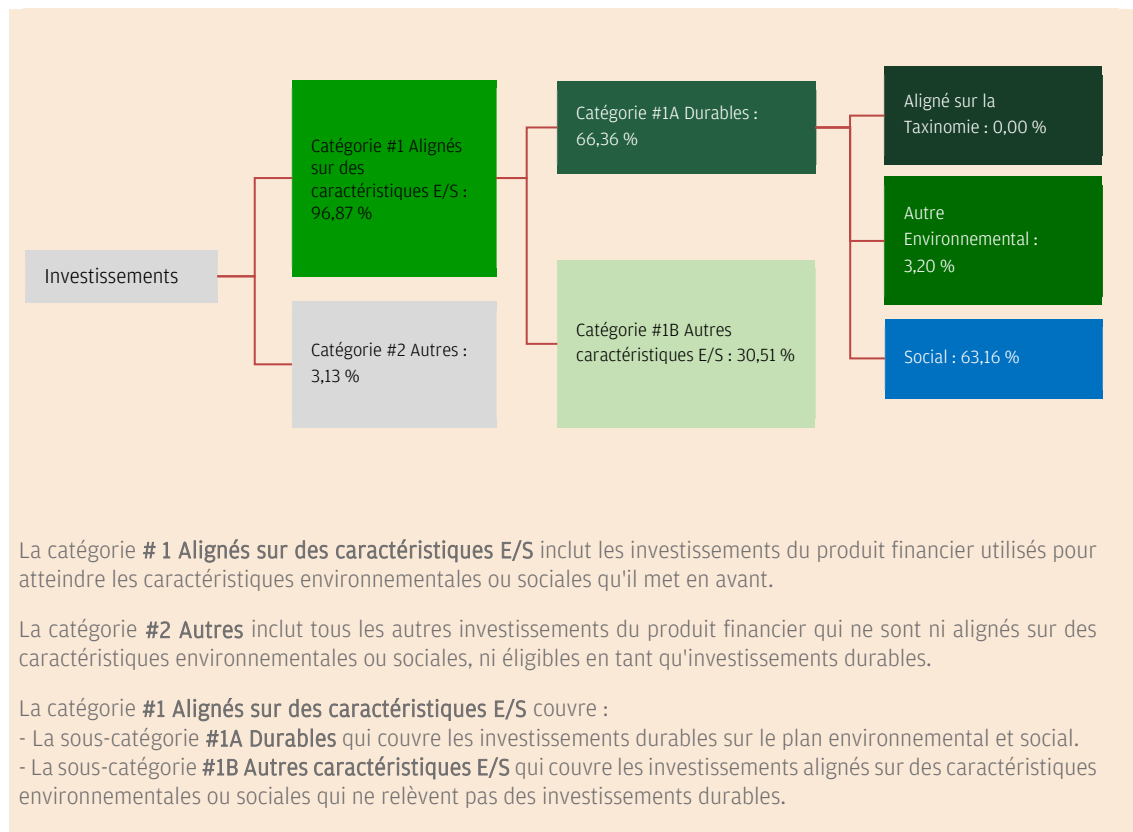 Investissements
Catégorie #1 Alignés
sur des
caractéristiques E/S :
96,87 %
Catégorie #2 Autres :
3,13 %
Catégorie #1A Durables :
66,36 %
Catégorie #1B Autres
caractéristiques E/S : 30,51 %
Aligné sur la
Taxinomie : 0,00 %
Autre
Environnemental :
3,20 %
Social : 63,16 %
La catégorie # 1 Alignés sur des caractéristiques E/S inclut les investissements du produit financier utilisés pour
atteindre les caractéristiques environnementales ou sociales qu'il met en avant.
La catégorie #2 Autres inclut tous les autres investissements du produit financier qui ne sont ni alignés sur des
caractéristiques environnementales ou sociales, ni éligibles en tant qu'investissements durables.
La catégorie #1 Alignés sur des caractéristiques E/S couvre :
- La sous-catégorie #1A Durables qui couvre les investissements durables sur le plan environnemental et social.
- La sous-catégorie #1B Autres caractéristiques E/S qui couvre les investissements alignés sur des caractéristiques
environnementales ou sociales qui ne relèvent pas des investissements durables.